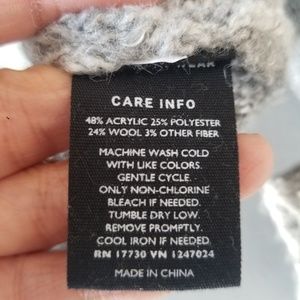 WEAR
CARE INFO
48% ACRYLIC 25% POLYESTER
24% WOOL 3% OTHER FIBER
MACHINE WASH COLD
WITH LIKE COLORS.
GENTLE CYCLE.
ONLY NON-CHLORINE
BLEACH IF NEEDED.
TUMBLE DRY LOW.
REMOVE PROMPTLY.
COOL IRON IF NEEDED.
RN 17730 VN 1247024
MADE IN CHINA